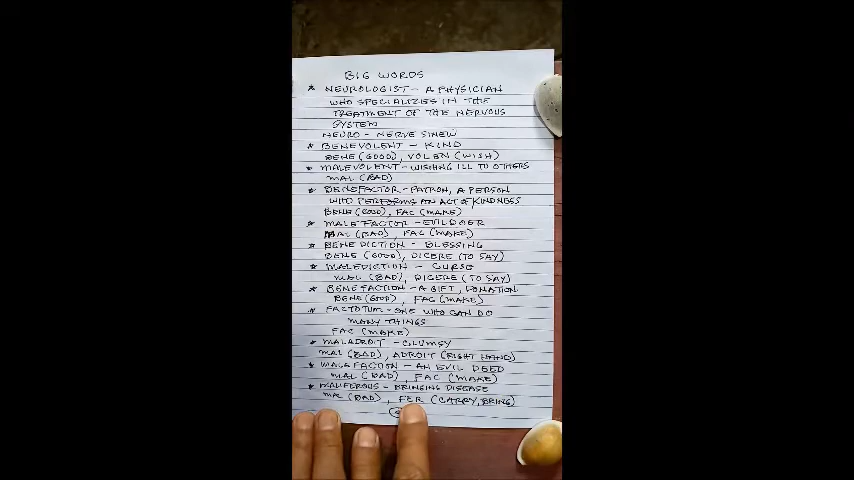 BIG WORDS
* NEUROLOGIST - A PHYSICIAN
WHO SPECIALIZES IN THE
TREATMENT OF THE NERVOUS
SYSTEM
NEURO - NERVE SINEW
* BENEVOLENT - KIND
BENE (GOOD), VOLEN (WISH)
* MALEVOLENT - WISHING ILL TO OTHERS
MAL (BAD)
* BENEFACTOR - PATRON, A PERSON
WHO PERFORMS AN ACT OF KINDNESS
BENE (GOOD), FAC (MAKE)
* MALEFACTOR - EVILDOER
MAL (BAD), FAC (MAKE)
* BENEDICTION - BLESSING
BENE (GOOD), DICERE (TO SAY)
* MALEDICTION - CURSE
MAL (BAD), DICERE (TO SAY)
* BENEFACTION - A GIFT, DONATION
BENE (GOOD), FAC (MAKE)
* FACTOTUM - ONE WHO CAN DO
MANY THINGS
FAC (MAKE)
* MALADROIT - CLUMSY
MAL (BAD), ADROIT (RIGHT HAND)
* MALEFACTION - AN EVIL DEED
MAL (BAD), FAC (MAKE)
* MALIFEROUS - BRINGING DISEASE
MAL (BAD), FER (CARRY, BRING)